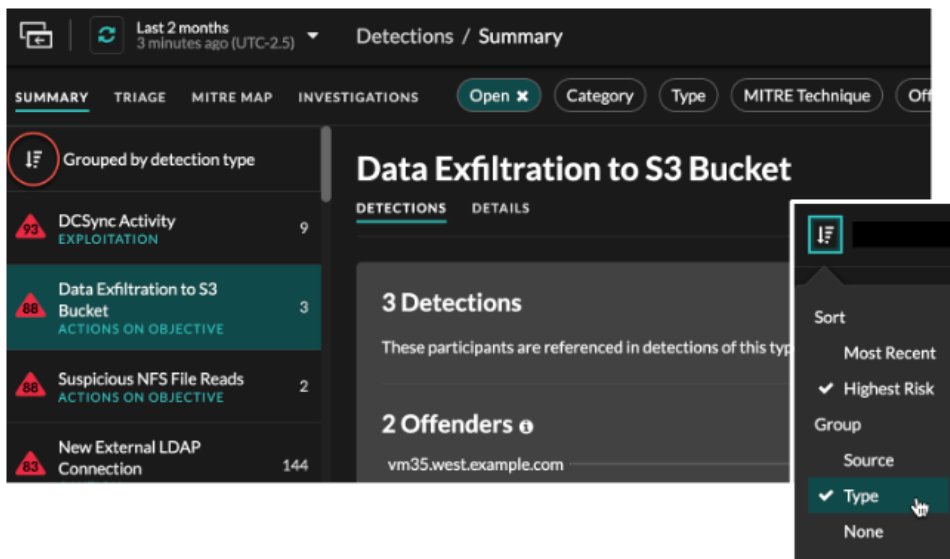 Last 2 months
3 minutes ago (UTC-2.5)
Detections / Summary
SUMMARY TRIAGE MITRE MAP INVESTIGATIONS
Open × Category Type MITRE Technique Off
Grouped by detection type
93 DCSync Activity 9
EXPLOITATION
88 Data Exfiltration to S3
Bucket 3
ACTIONS ON OBJECTIVE
88 Suspicious NFS File Reads 2
ACTIONS ON OBJECTIVE
83 New External LDAP
Connection 144
Data Exfiltration to S3 Bucket
DETECTIONS DETAILS
3 Detections
These participants are referenced in detections of this typ
2 Offenders
vm35.west.example.com
Sort
Most Recent
Highest Risk
Group
Source
Type
None